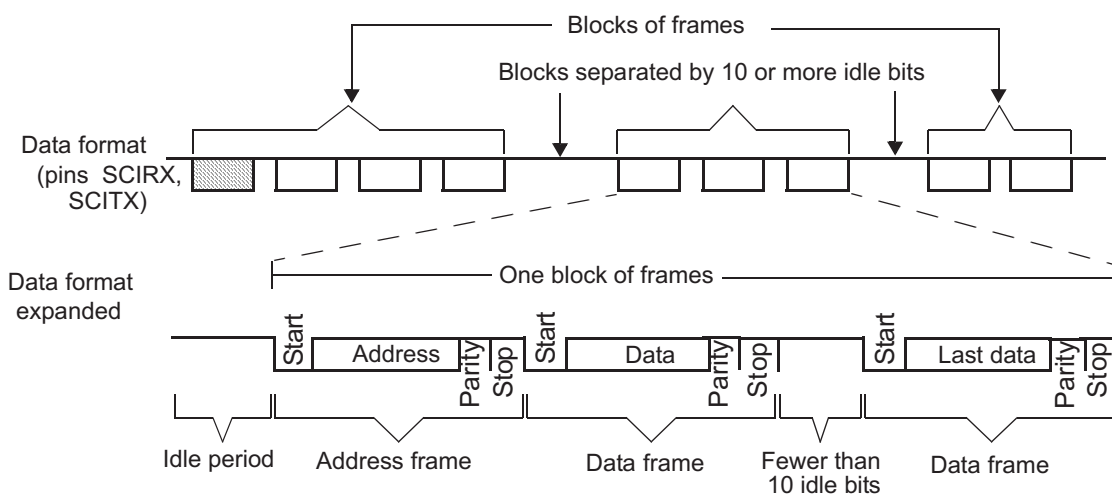 Blocks of frames
Blocks separated by 10 or more idle bits
Data format
(pins SCIRX,
SCITX)
Data format
expanded
One block of frames
Start
Address
Parity
Stop
Start
Data
Parity
Stop
Start
Last data
Parity
Stop
Idle period
Address frame
Data frame
Fewer than
10 idle bits
Data frame